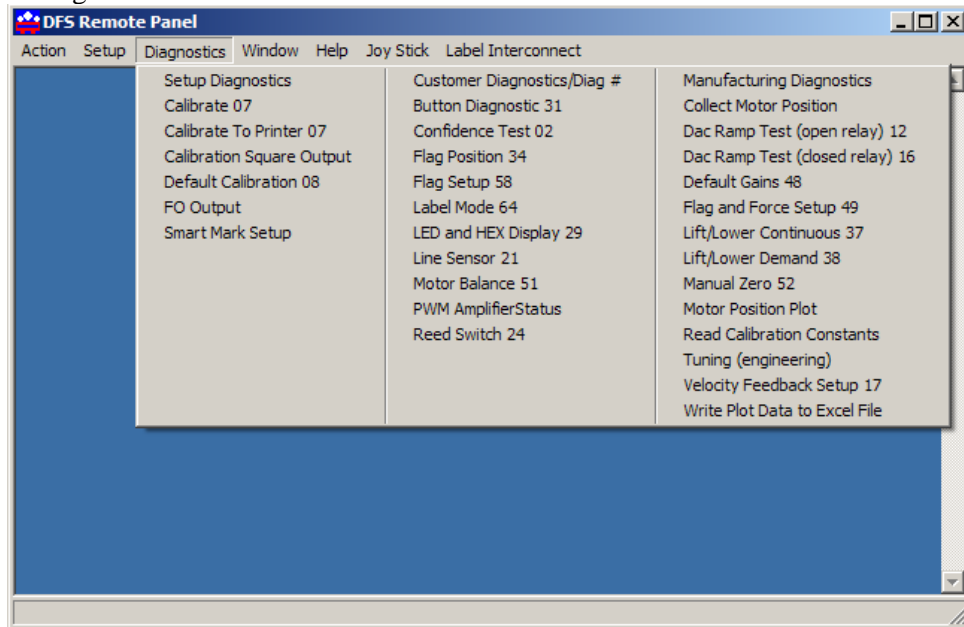 DFS Remote Panel
Action Setup Diagnostics Window Help Joy Stick Label Interconnect
Setup Diagnostics
Calibrate 07
Calibrate To Printer 07
Calibration Square Output
Default Calibration 08
FO Output
Smart Mark Setup
Customer Diagnostics/Diag #
Button Diagnostic 31
Confidence Test 02
Flag Position 34
Flag Setup 58
Label Mode 64
LED and HEX Display 29
Line Sensor 21
Motor Balance 51
PWM AmplifierStatus
Reed Switch 24
Manufacturing Diagnostics
Collect Motor Position
Dac Ramp Test (open relay) 12
Dac Ramp Test (closed relay) 16
Default Gains 48
Flag and Force Setup 49
Lift/Lower Continuous 37
Lift/Lower Demand 38
Manual Zero 52
Motor Position Plot
Read Calibration Constants
Tuning (engineering)
Velocity Feedback Setup 17
Write Plot Data to Excel File